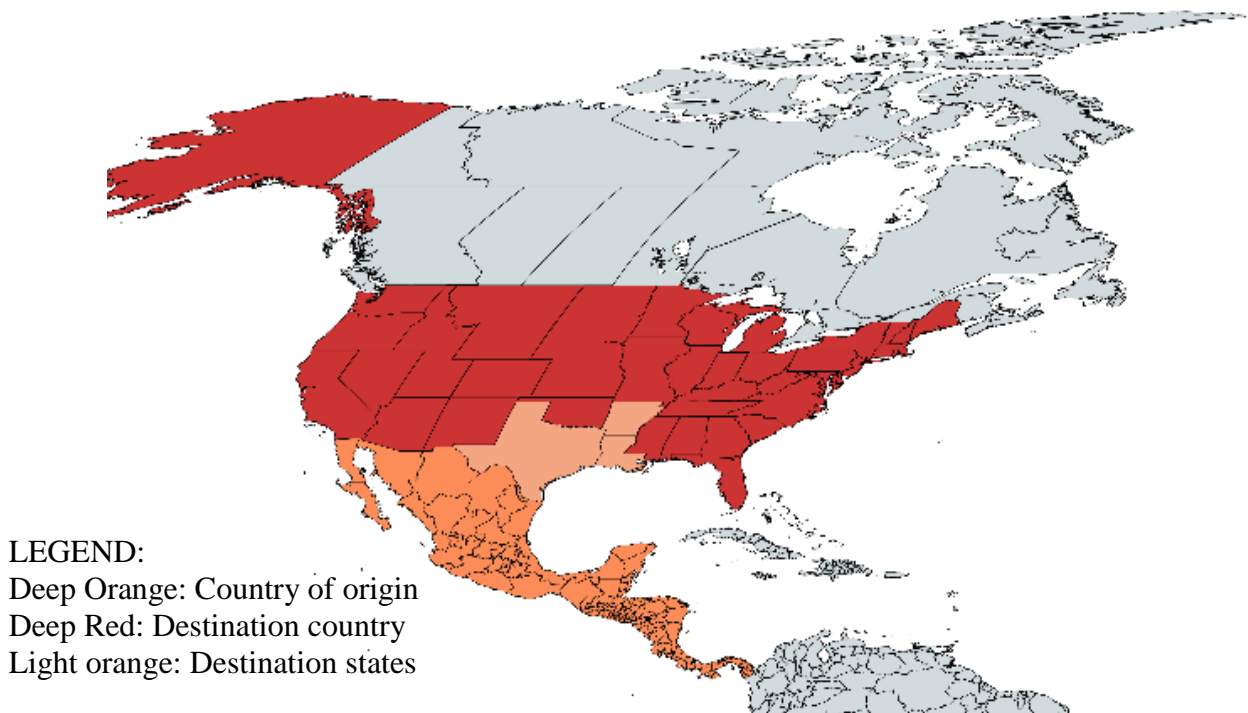 LEGEND:
Deep Orange: Country of origin
Deep Red: Destination country
Light orange: Destination states